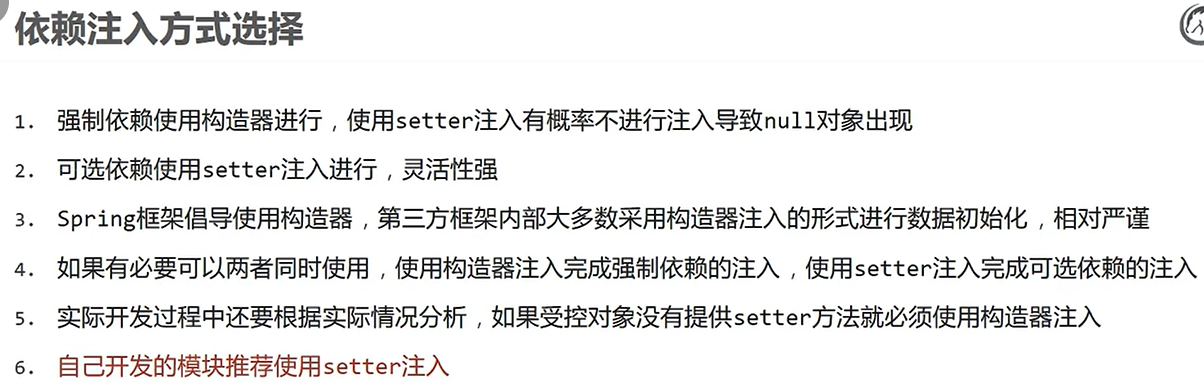 依赖注入方式选择
1. 强制依赖使用构造器进行，使用setter注入有概率不进行注入导致null对象出现
2. 可选依赖使用setter注入进行，灵活性强
3. Spring框架倡导使用构造器，第三方框架内部大多数采用构造器注入的形式进行数据初始化，相对严谨
4. 如果有必要可以两者同时使用，使用构造器注入完成强制依赖的注入，使用setter注入完成可选依赖的注入
5. 实际开发过程中还要根据实际情况分析，如果受控对象没有提供setter方法就必须使用构造器注入
6. 自己开发的模块推荐使用setter注入